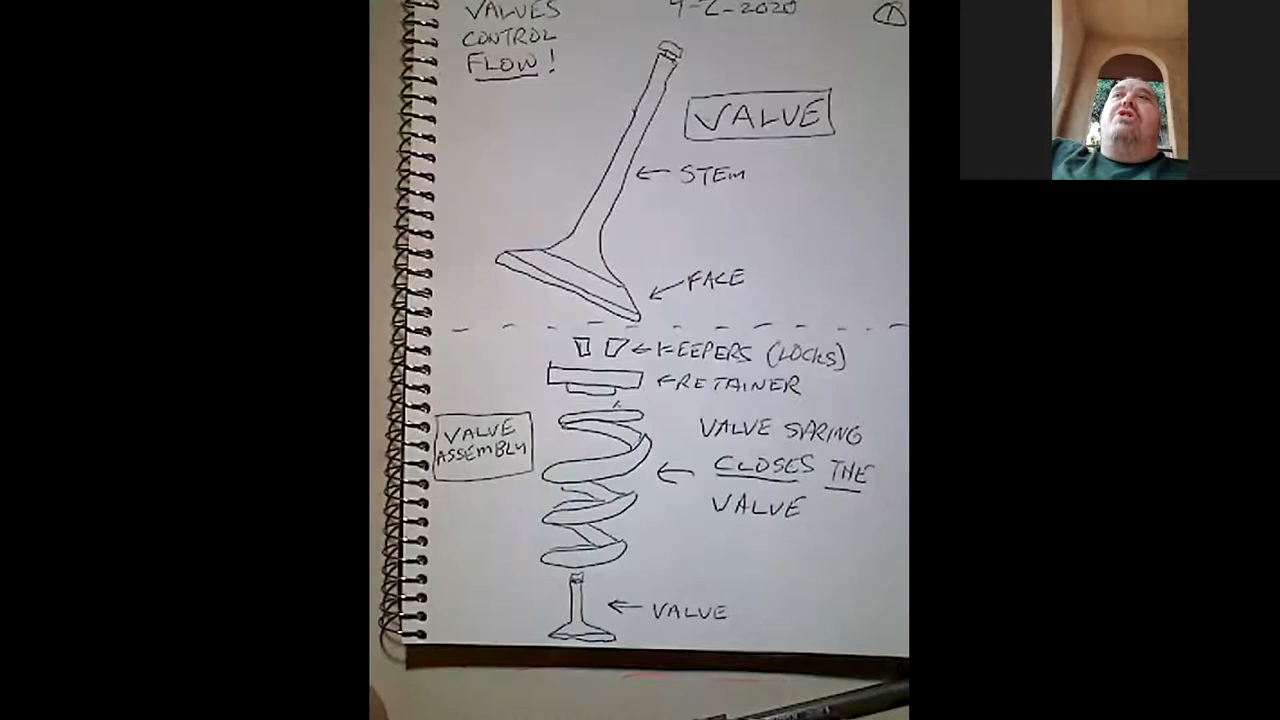 VALVES
CONTROL
FLOW!
4-2-2020
1
VALVE
STEM
FACE
KEEPERS (LOCKS)
RETAINER
VALVE
ASSEMBLY
VALVE SPRING
CLOSES THE
VALVE
VALVE